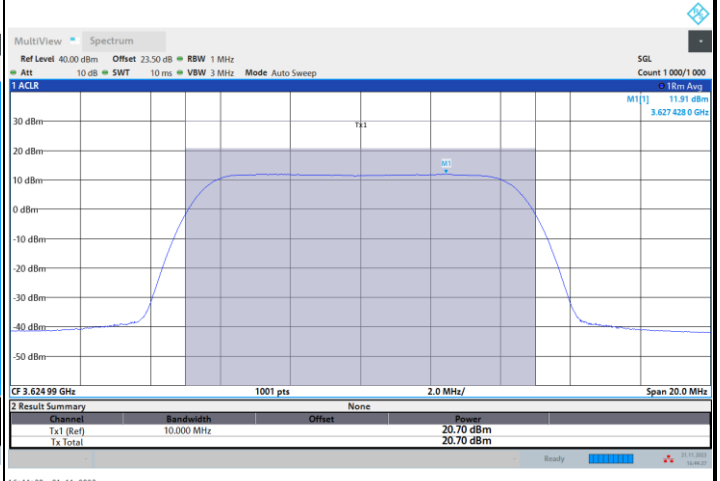 MultiView Spectrum
Ref Level 40.00 dBm Offset 23.50 dB RBW 1 MHz SGL
Att 10 dB SWT 10 ms VBW 3 MHz Mode Auto Sweep Count 1 000/1 000
1 ACLR 1Rm Avg
M1[1] 11.91 dBm
3.627 428 0 GHz
30 dBm
Tx1
20 dBm
M1
10 dBm
0 dBm
-10 dBm
-20 dBm
-30 dBm
-40 dBm
-50 dBm
CF 3.624 99 GHz 1001 pts 2.0 MHz/ Span 20.0 MHz
2 Result Summary None
Channel Bandwidth Offset Power
Tx1 (Ref) 10.000 MHz 20.70 dBm
Tx Total 20.70 dBm
Ready 21.11.2023